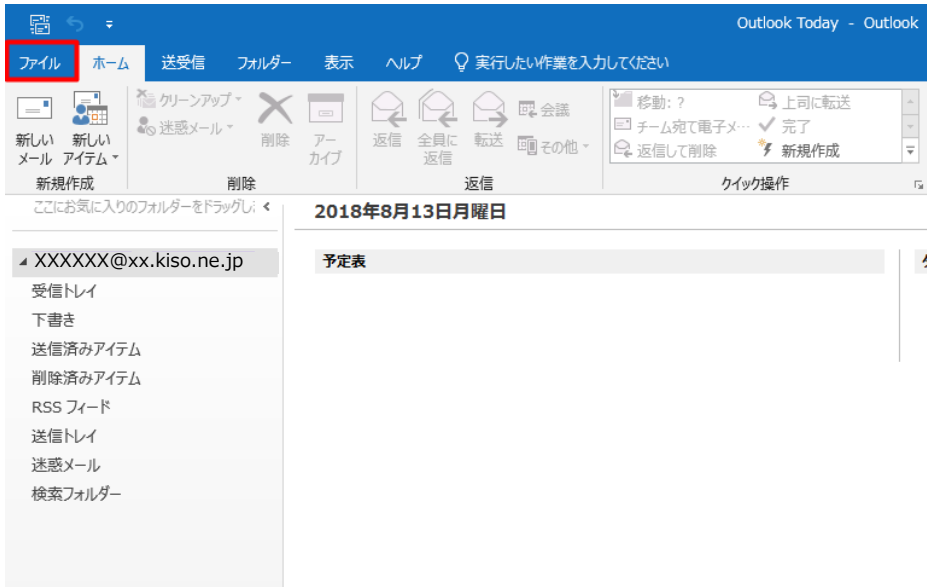 Outlook Today - Outlook
ファイル ホーム 送受信 フォルダー 表示 ヘルプ 実行したい作業を入力してください
新しい
メール
新しい
アイテム
新規作成
クリーンアップ
迷惑メール
削除
アー
カイブ
削除
返信
全員に
返信
転送
会議
その他
返信
移動: ?
上司に転送
チーム宛て電子メ…
完了
返信して削除
新規作成
クイック操作
ここにお気に入りのフォルダーをドラッグし
2018年8月13日月曜日
XXXXXX@xx.kiso.ne.jp
予定表
受信トレイ
下書き
送信済みアイテム
削除済みアイテム
RSS フィード
送信トレイ
迷惑メール
検索フォルダー